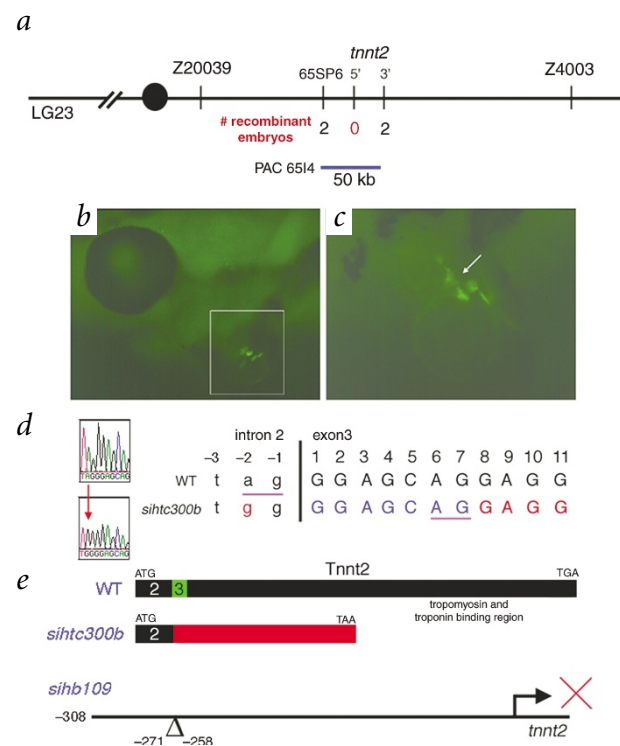 a
tnnt2
Z20039 65SP6 5' 3' Z4003
LG23
# recombinant
embryos
2 0 2
PAC 65I4
50 kb
b c
d
intron 2 exon3
−3 −2 −1 1 2 3 4 5 6 7 8 9 10 11
WT t a g G G A G C A G G A G G
sihtc300b t g g G G A G C A G G A G G
e
Tnnt2
ATG TGA
WT 2 3
tropomyosin and
troponin binding region
ATG TAA
sihtc300b 2
sihb109
−308
−271 Δ −258
tnnt2